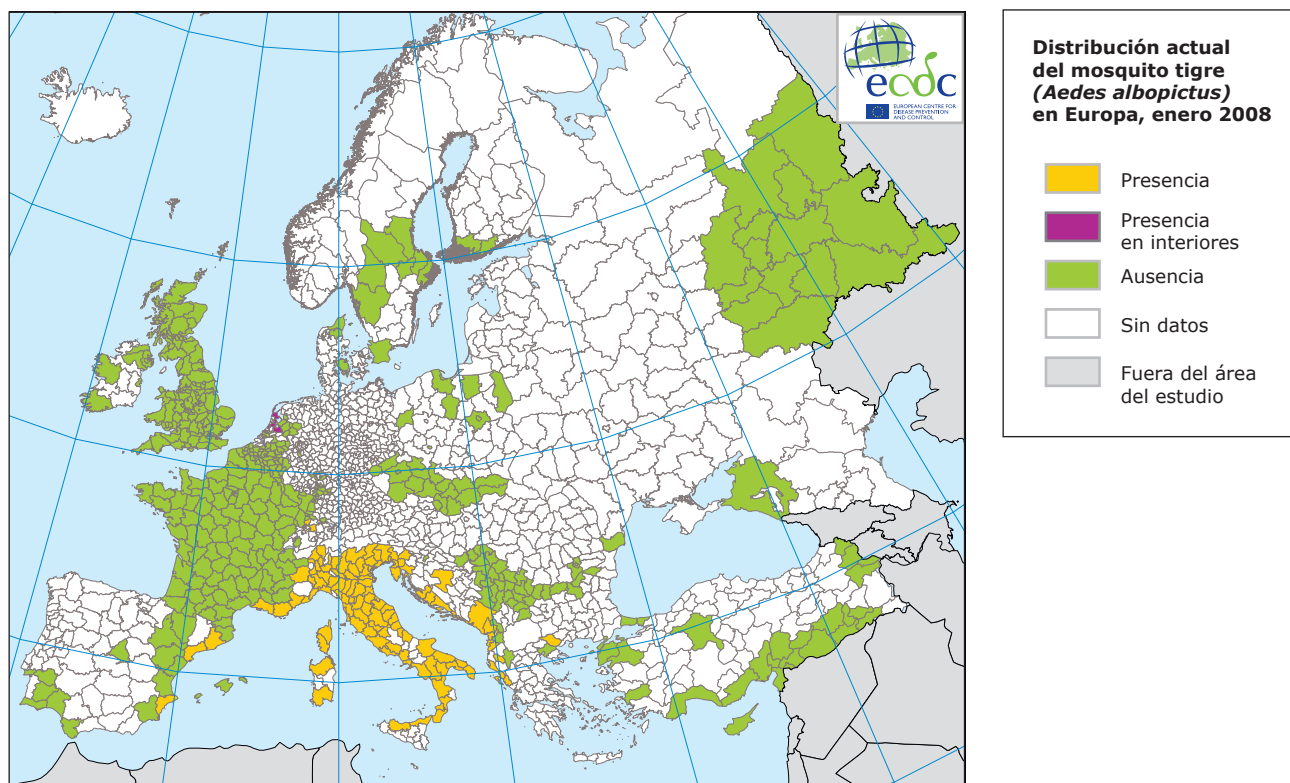 ecdc
EUROPEAN CENTRE FOR
DISEASE PREVENTION
AND CONTROL
Distribución actual
del mosquito tigre
(Aedes albopictus)
en Europa, enero 2008
Presencia
Presencia
en interiores
Ausencia
Sin datos
Fuera del área
del estudio